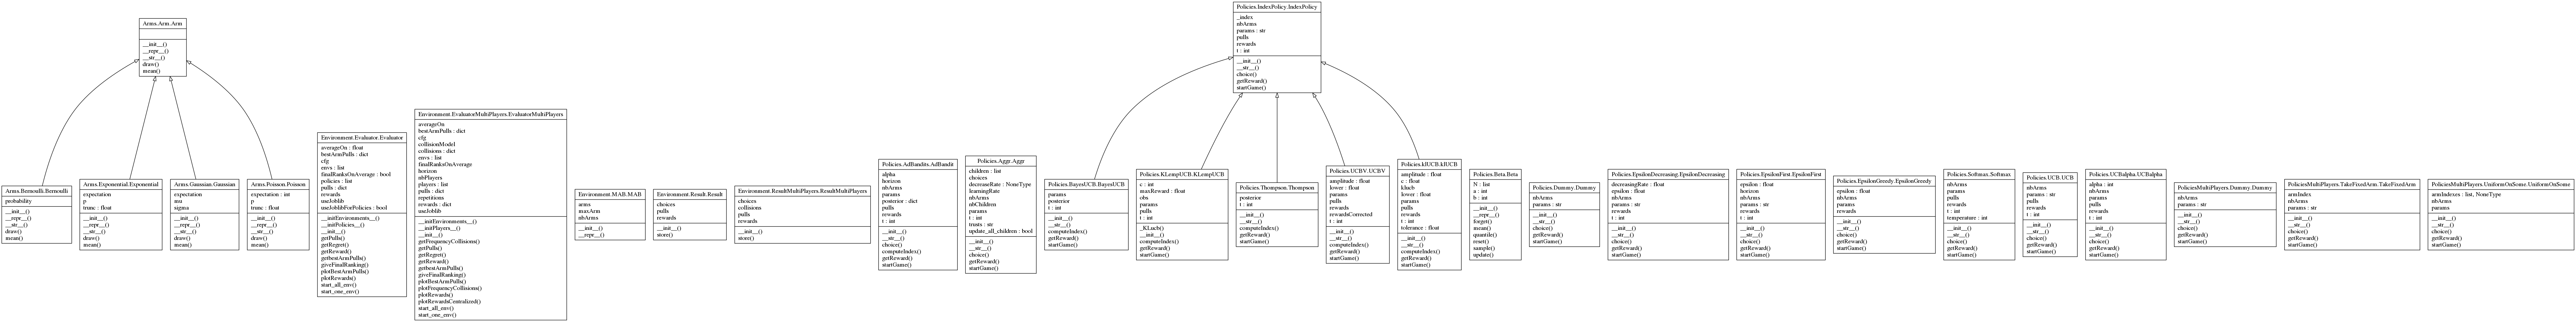 Arms.Arm.Arm
__init__()
__repr__()
__str__()
draw()
mean()
Policies.IndexPolicy.IndexPolicy
_index
nbArms
params : str
pulls
rewards
t : int
__init__()
__str__()
choice()
getReward()
startGame()
Arms.Bernoulli.Bernoulli
probability
__init__()
__str__()
draw()
mean()
Arms.Exponential.Exponential
expectation
p
trunc : float
__init__()
__repr__()
__str__()
draw()
mean()
Arms.Gaussian.Gaussian
mu
sigma
__init__()
__str__()
draw()
mean()
Arms.Poisson.Poisson
expectation : int
p
trunc : float
__init__()
__repr__()
__str__()
draw()
mean()
Environment.Evaluator.Evaluator
averageOn : float
bestArmPulls : dict
cfg
envs : list
finalRanksOnAverage : bool
policies : list
pulls : dict
rewards
useJoblib
useJoblibForPolicies : bool
__initEnvironments__()
__initPolicies__()
__init__()
getPulls()
getRegret()
getReward()
getbestArmPulls()
giveFinalRanking()
plotBestArmPulls()
plotRewards()
start_all_env()
start_one_env()
Environment.EvaluatorMultiPlayers.EvaluatorMultiPlayers
averageOn
bestArmPulls : dict
cfg
collisionModel
collisions : dict
envs : list
finalRanksOnAverage
horizon
nbPlayers
players : list
pulls : dict
repetitions
rewards : dict
useJoblib
__initEnvironments__()
__initPlayers__()
__init__()
getFrequencyCollisions()
getPulls()
getRegret()
getReward()
getbestArmPulls()
giveFinalRanking()
plotBestArmPulls()
plotFrequencyCollisions()
plotRewards()
plotRewardsCentralized()
start_all_env()
start_one_env()
Environment.MAB.MAB
arms
maxArm
nbArms
__init__()
__repr__()
Environment.Result.Result
choices
pulls
rewards
__init__()
store()
Environment.ResultMultiPlayers.ResultMultiPlayers
choices
collisions
pulls
rewards
__init__()
store()
Policies.AdBandits.AdBandit
alpha
horizon
nbArms
params
posterior : dict
pulls
rewards
t : int
__init__()
__str__()
choice()
computeIndex()
getReward()
startGame()
Policies.Aggr.Aggr
children : list
choices
decreaseRate : NoneType
learningRate
nbArms
nbChildren
params
t : int
trusts : str
update_all_children : bool
__init__()
__str__()
choice()
getReward()
startGame()
Policies.BayesUCB.BayesUCB
params
posterior
t : int
__init__()
__str__()
computeIndex()
getReward()
startGame()
Policies.KLempUCB.KLempUCB
c : int
maxReward : float
obs
params
pulls
t : int
_KLucb()
__init__()
computeIndex()
getReward()
startGame()
Policies.Thompson.Thompson
posterior
t : int
__init__()
__str__()
computeIndex()
getReward()
startGame()
Policies.UCBV.UCBV
amplitude : float
lower : float
params
pulls
rewards
rewardsCorrected
t : int
__init__()
__str__()
computeIndex()
getReward()
startGame()
Policies.klUCB.klUCB
amplitude : float
c : float
klucb
lower : float
params
pulls
rewards
t : int
tolerance : float
__init__()
__str__()
computeIndex()
getReward()
startGame()
Policies.Beta.Beta
N : list
a : int
b : int
__init__()
__repr__()
forget()
mean()
quantile()
reset()
sample()
update()
Policies.Dummy.Dummy
nbArms
params : str
__init__()
__str__()
choice()
getReward()
startGame()
Policies.EpsilonDecreasing.EpsilonDecreasing
decreasingRate : float
epsilon : float
nbArms
params : str
rewards
t : int
__init__()
__str__()
choice()
getReward()
startGame()
Policies.EpsilonFirst.EpsilonFirst
epsilon : float
horizon
nbArms
params : str
rewards
t : int
__init__()
__str__()
choice()
getReward()
startGame()
Policies.EpsilonGreedy.EpsilonGreedy
epsilon : float
nbArms
params
rewards
__init__()
__str__()
choice()
getReward()
startGame()
Policies.Softmax.Softmax
nbArms
params
pulls
rewards
t : int
temperature : int
__init__()
__str__()
choice()
getReward()
startGame()
Policies.UCB.UCB
nbArms
params : str
pulls
rewards
t : int
__init__()
__str__()
choice()
getReward()
startGame()
Policies.UCBalpha.UCBalpha
alpha : int
nbArms
params
pulls
rewards
t : int
__init__()
__str__()
choice()
getReward()
startGame()
PoliciesMultiPlayers.Dummy.Dummy
nbArms
params : str
__init__()
__str__()
choice()
getReward()
startGame()
PoliciesMultiPlayers.TakeFixedArm.TakeFixedArm
armIndex
nbArms
params : str
__init__()
__str__()
choice()
getReward()
startGame()
PoliciesMultiPlayers.UniformOnSome.UniformOnSome
armIndexes : list, NoneType
nbArms
params
__init__()
__str__()
choice()
getReward()
startGame()